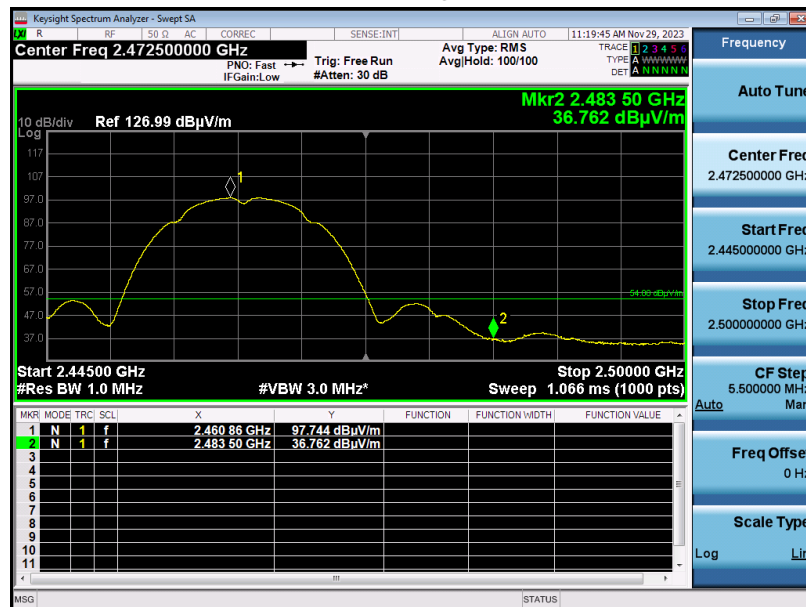 Keysight Spectrum Analyzer - Swept SA
LXI R RF 50 Ω AC CORREC SENSE:INT ALIGN AUTO 11:19:45 AM Nov 29, 2023
Center Freq 2.472500000 GHz
PNO: Fast
IFGain:Low
Trig: Free Run
#Atten: 30 dB
Avg Type: RMS
Avg|Hold: 100/100
TRACE 1 2 3 4 5 6
TYPE A WWWWW
DET A N N N N N
Mkr2 2.483 50 GHz
36.762 dBµV/m
10 dB/div Ref 126.99 dBµV/m
Log
117
107
97.0
87.0
77.0
67.0
57.0
47.0
37.0
1
54.00 dBµV/m
2
Start 2.44500 GHz Stop 2.50000 GHz
#Res BW 1.0 MHz #VBW 3.0 MHz* Sweep 1.066 ms (1000 pts)
MKR MODE TRC SCL X Y FUNCTION FUNCTION WIDTH FUNCTION VALUE
1 N 1 f 2.460 86 GHz 97.744 dBµV/m
2 N 1 f 2.483 50 GHz 36.762 dBµV/m
3
4
5
6
7
8
9
10
11
MSG STATUS
Frequency
Auto Tune
Center Freq
2.472500000 GHz
Start Freq
2.445000000 GHz
Stop Freq
2.500000000 GHz
CF Step
5.500000 MHz
Auto Man
Freq Offset
0 Hz
Scale Type
Log Lin